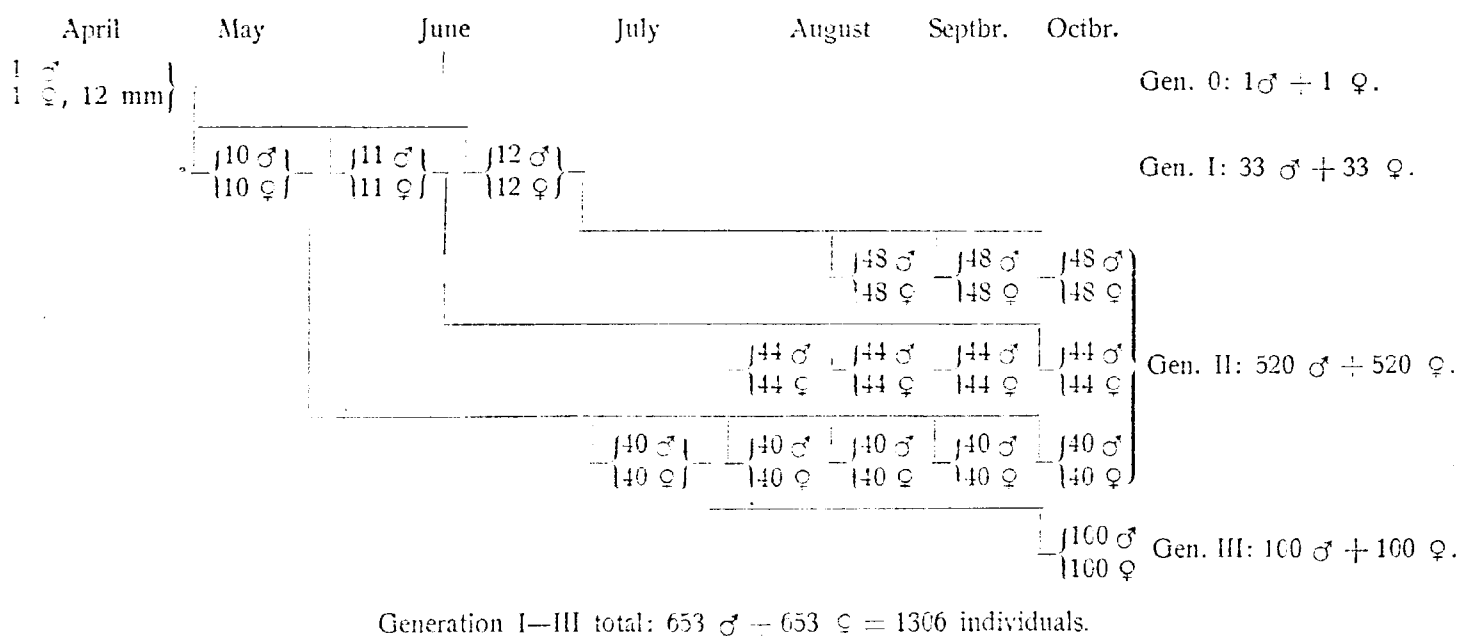 April May June July August Septbr. Octbr.
1 ♂
1 ♀, 12 mm
Gen. 0: 1♂ + 1 ♀.
10 ♂ 11 ♂ 12 ♂
10 ♀ 11 ♀ 12 ♀
Gen. I: 33 ♂ + 33 ♀.
48 ♂ 48 ♂ 48 ♂
48 ♀ 48 ♀ 48 ♀
44 ♂ 44 ♂ 44 ♂ 44 ♂
44 ♀ 44 ♀ 44 ♀ 44 ♀
Gen. II: 520 ♂ + 520 ♀.
40 ♂ 40 ♂ 40 ♂ 40 ♂ 40 ♂
40 ♀ 40 ♀ 40 ♀ 40 ♀ 40 ♀
100 ♂
100 ♀
Gen. III: 100 ♂ + 100 ♀.
Generation I—III total: 653 ♂ + 653 ♀ = 1306 individuals.